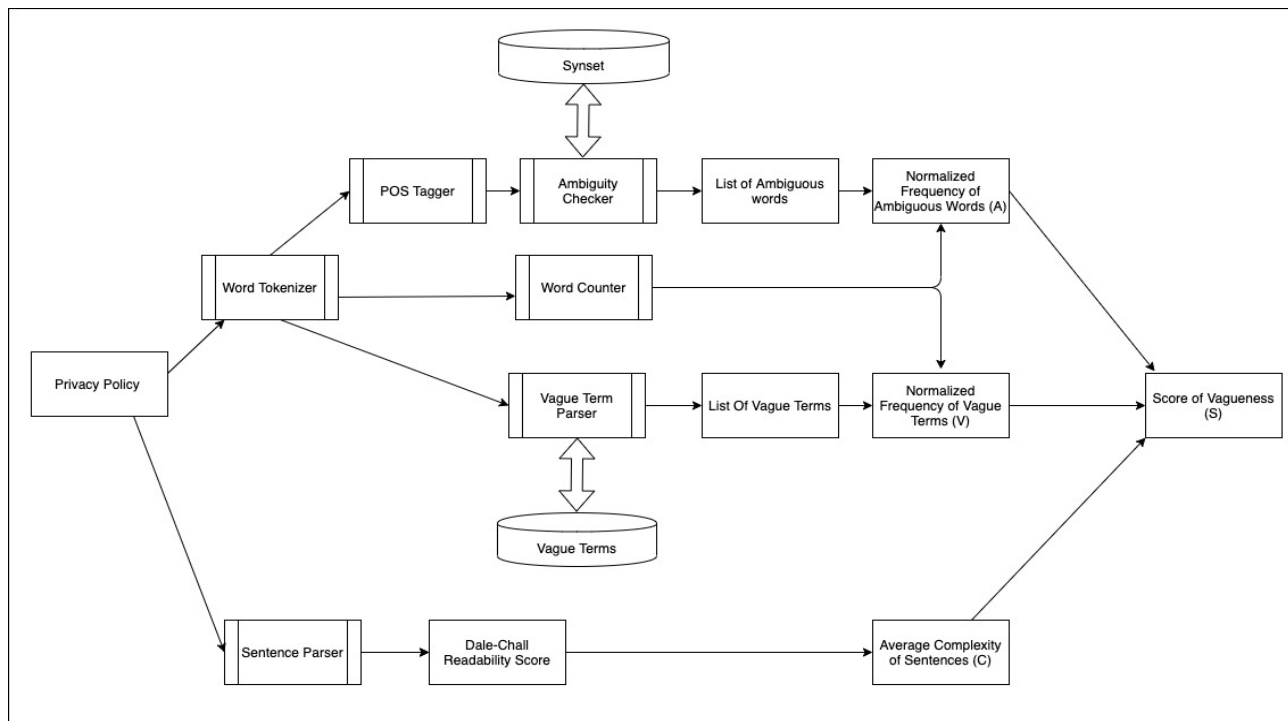 Synset
POS Tagger
Ambiguity
Checker
List of Ambiguous
words
Normalized
Frequency of
Ambiguous Words (A)
Word Tokenizer
Word Counter
Privacy Policy
Vague Term
Parser
List Of Vague Terms
Normalized
Frequency of Vague
Terms (V)
Score of Vagueness
(S)
Vague Terms
Sentence Parser
Dale-Chall
Readability Score
Average Complexity
of Sentences (C)